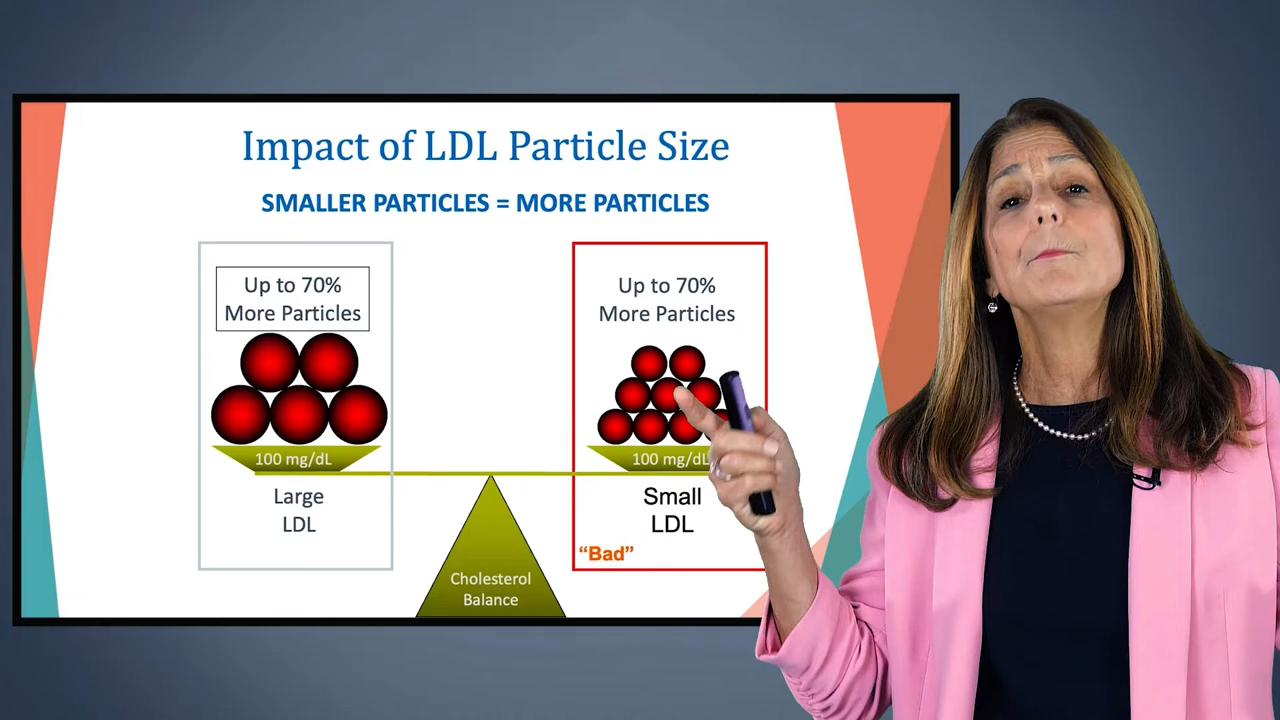 Impact of LDL Particle Size
SMALLER PARTICLES = MORE PARTICLES
Up to 70%
More Particles
100 mg/dL
Large
LDL
Up to 70%
More Particles
100 mg/dL
Small
LDL
“Bad”
Cholesterol
Balance